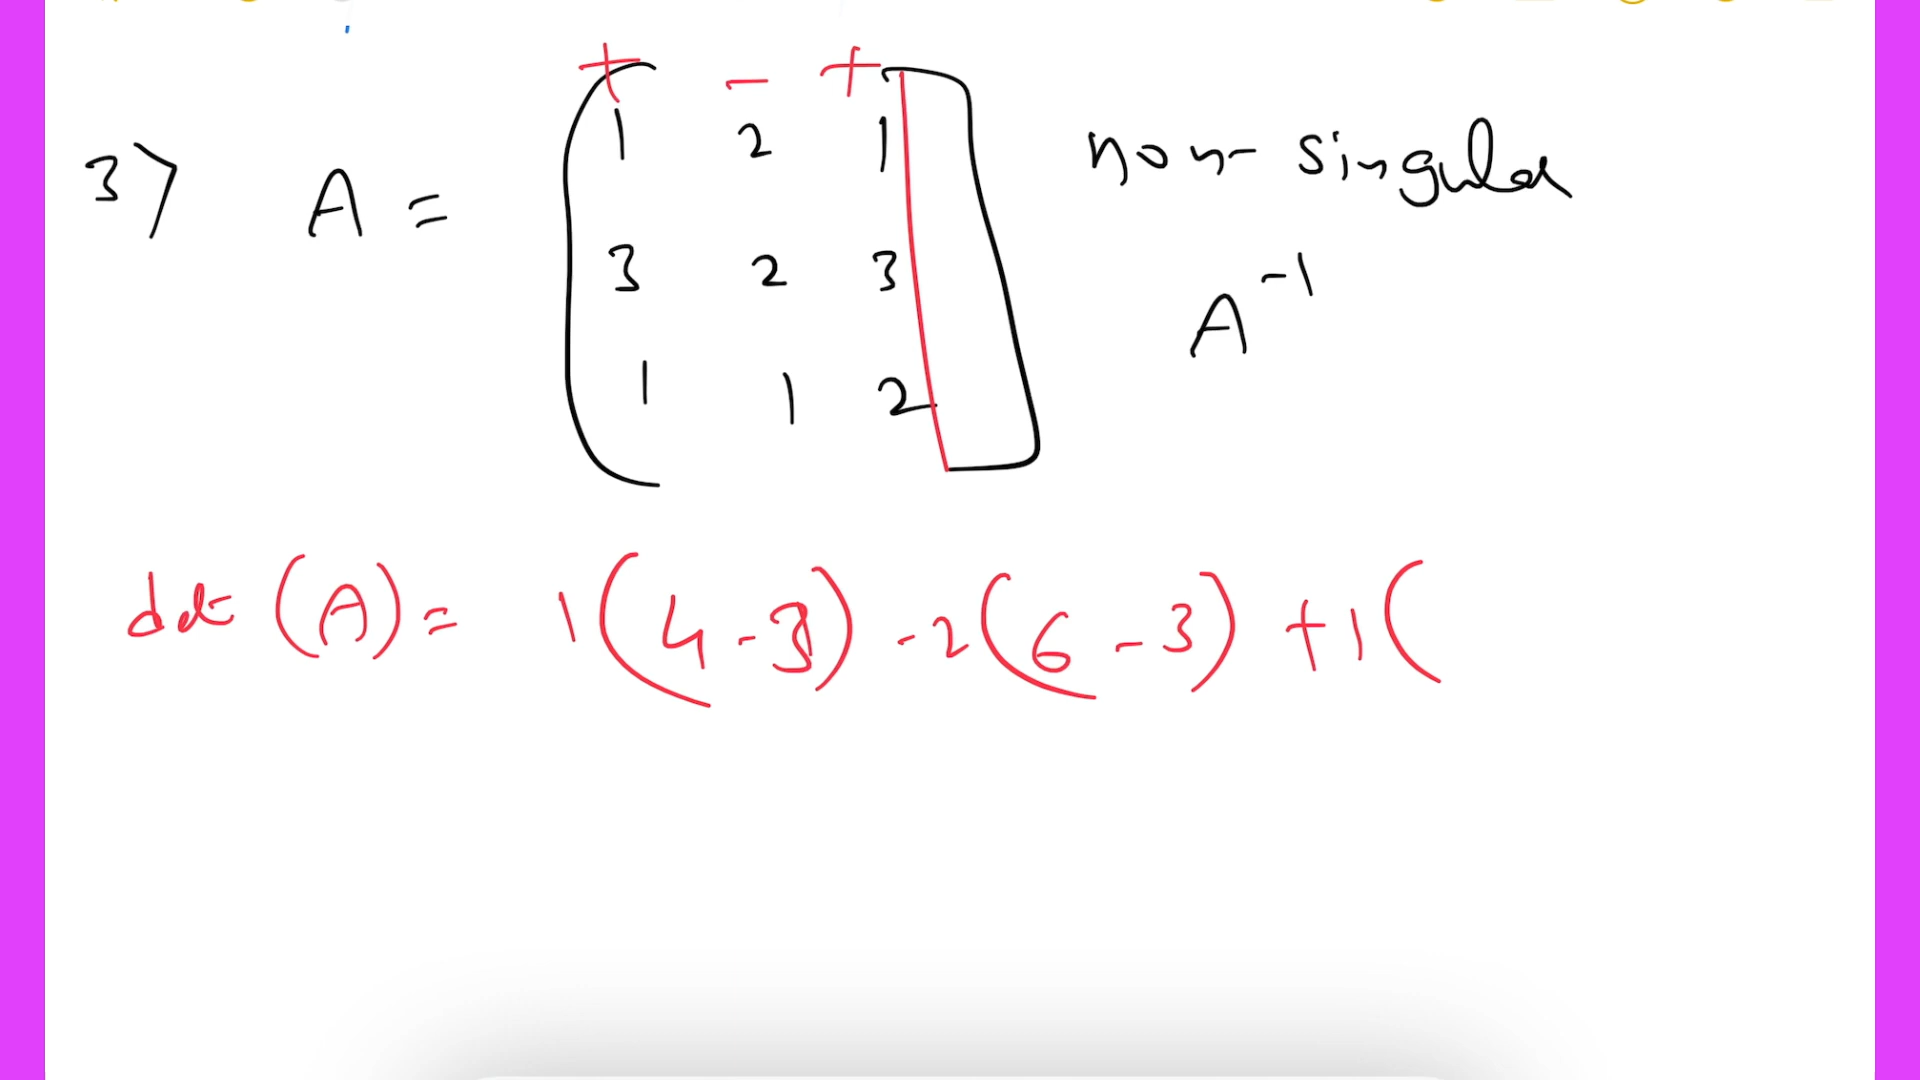 + - +
3) A = 1 2 1 non-singular
3 2 3 A⁻¹
1 1 2
det (A) = 1(4-3) -2(6-3) +1(